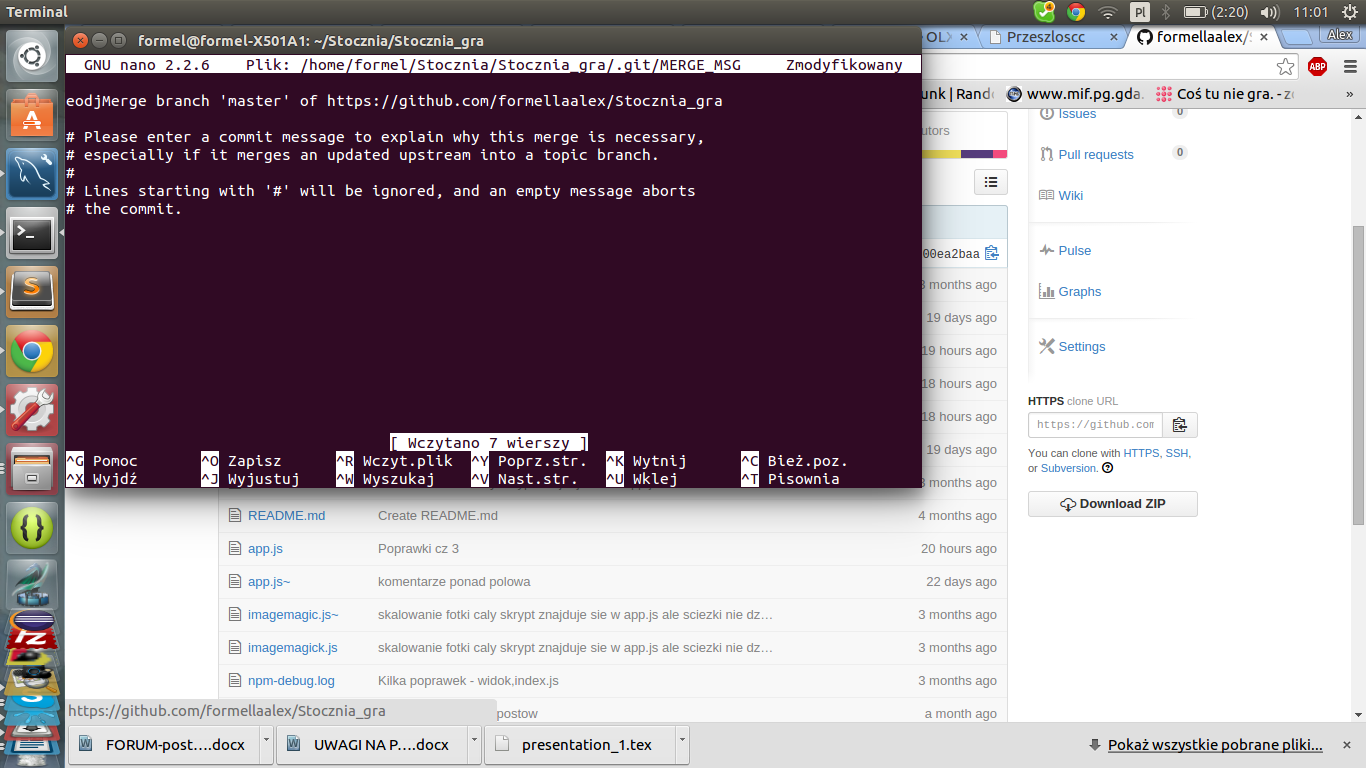 Terminal
Pl
(2:20)
11:01
formel@formel-X501A1: ~/Stocznia/Stocznia_gra
OLX
Przeszloscc
formellaalex/S
Alex
GNU nano 2.2.6 Plik: /home/formel/Stocznia/Stocznia_gra/.git/MERGE_MSG Zmodyfikowany
ABP
eodjMerge branch 'master' of https://github.com/formellaalex/Stocznia_gra
unk | Rand
www.mif.pg.gda.
Coś tu nie gra. - ze
»
# Please enter a commit message to explain why this merge is necessary,
# especially if it merges an updated upstream into a topic branch.
#
# Lines starting with '#' will be ignored, and an empty message aborts
# the commit.
[ Wczytano 7 wierszy ]
^G Pomoc ^O Zapisz ^R Wczyt.plik ^Y Poprz.str. ^K Wytnij ^C Bież.poz.
^X Wyjdź ^J Wyjustuj ^W Wyszukaj ^V Nast.str. ^U Wklej ^T Pisownia
utors
00ea2baa
3 months ago
19 days ago
19 hours ago
18 hours ago
18 hours ago
19 days ago
3 months ago
README.md Create README.md 4 months ago
app.js Poprawki cz 3 20 hours ago
app.js~ komentarze ponad polowa 22 days ago
imagemagic.js~ skalowanie fotki caly skrypt znajduje sie w app.js ale sciezki nie dz… 3 months ago
imagemagick.js skalowanie fotki caly skrypt znajduje sie w app.js ale sciezki nie dz… 3 months ago
npm-debug.log Kilka poprawek - widok,index.js 3 months ago
postow a month ago
Issues 0
Pull requests 0
Wiki
Pulse
Graphs
Settings
HTTPS clone URL
https://github.com
You can clone with HTTPS, SSH,
or Subversion.
Download ZIP
https://github.com/formellaalex/Stocznia_gra
FORUM-post….docx
UWAGI NA P….docx
presentation_1.tex
Pokaż wszystkie pobrane pliki...